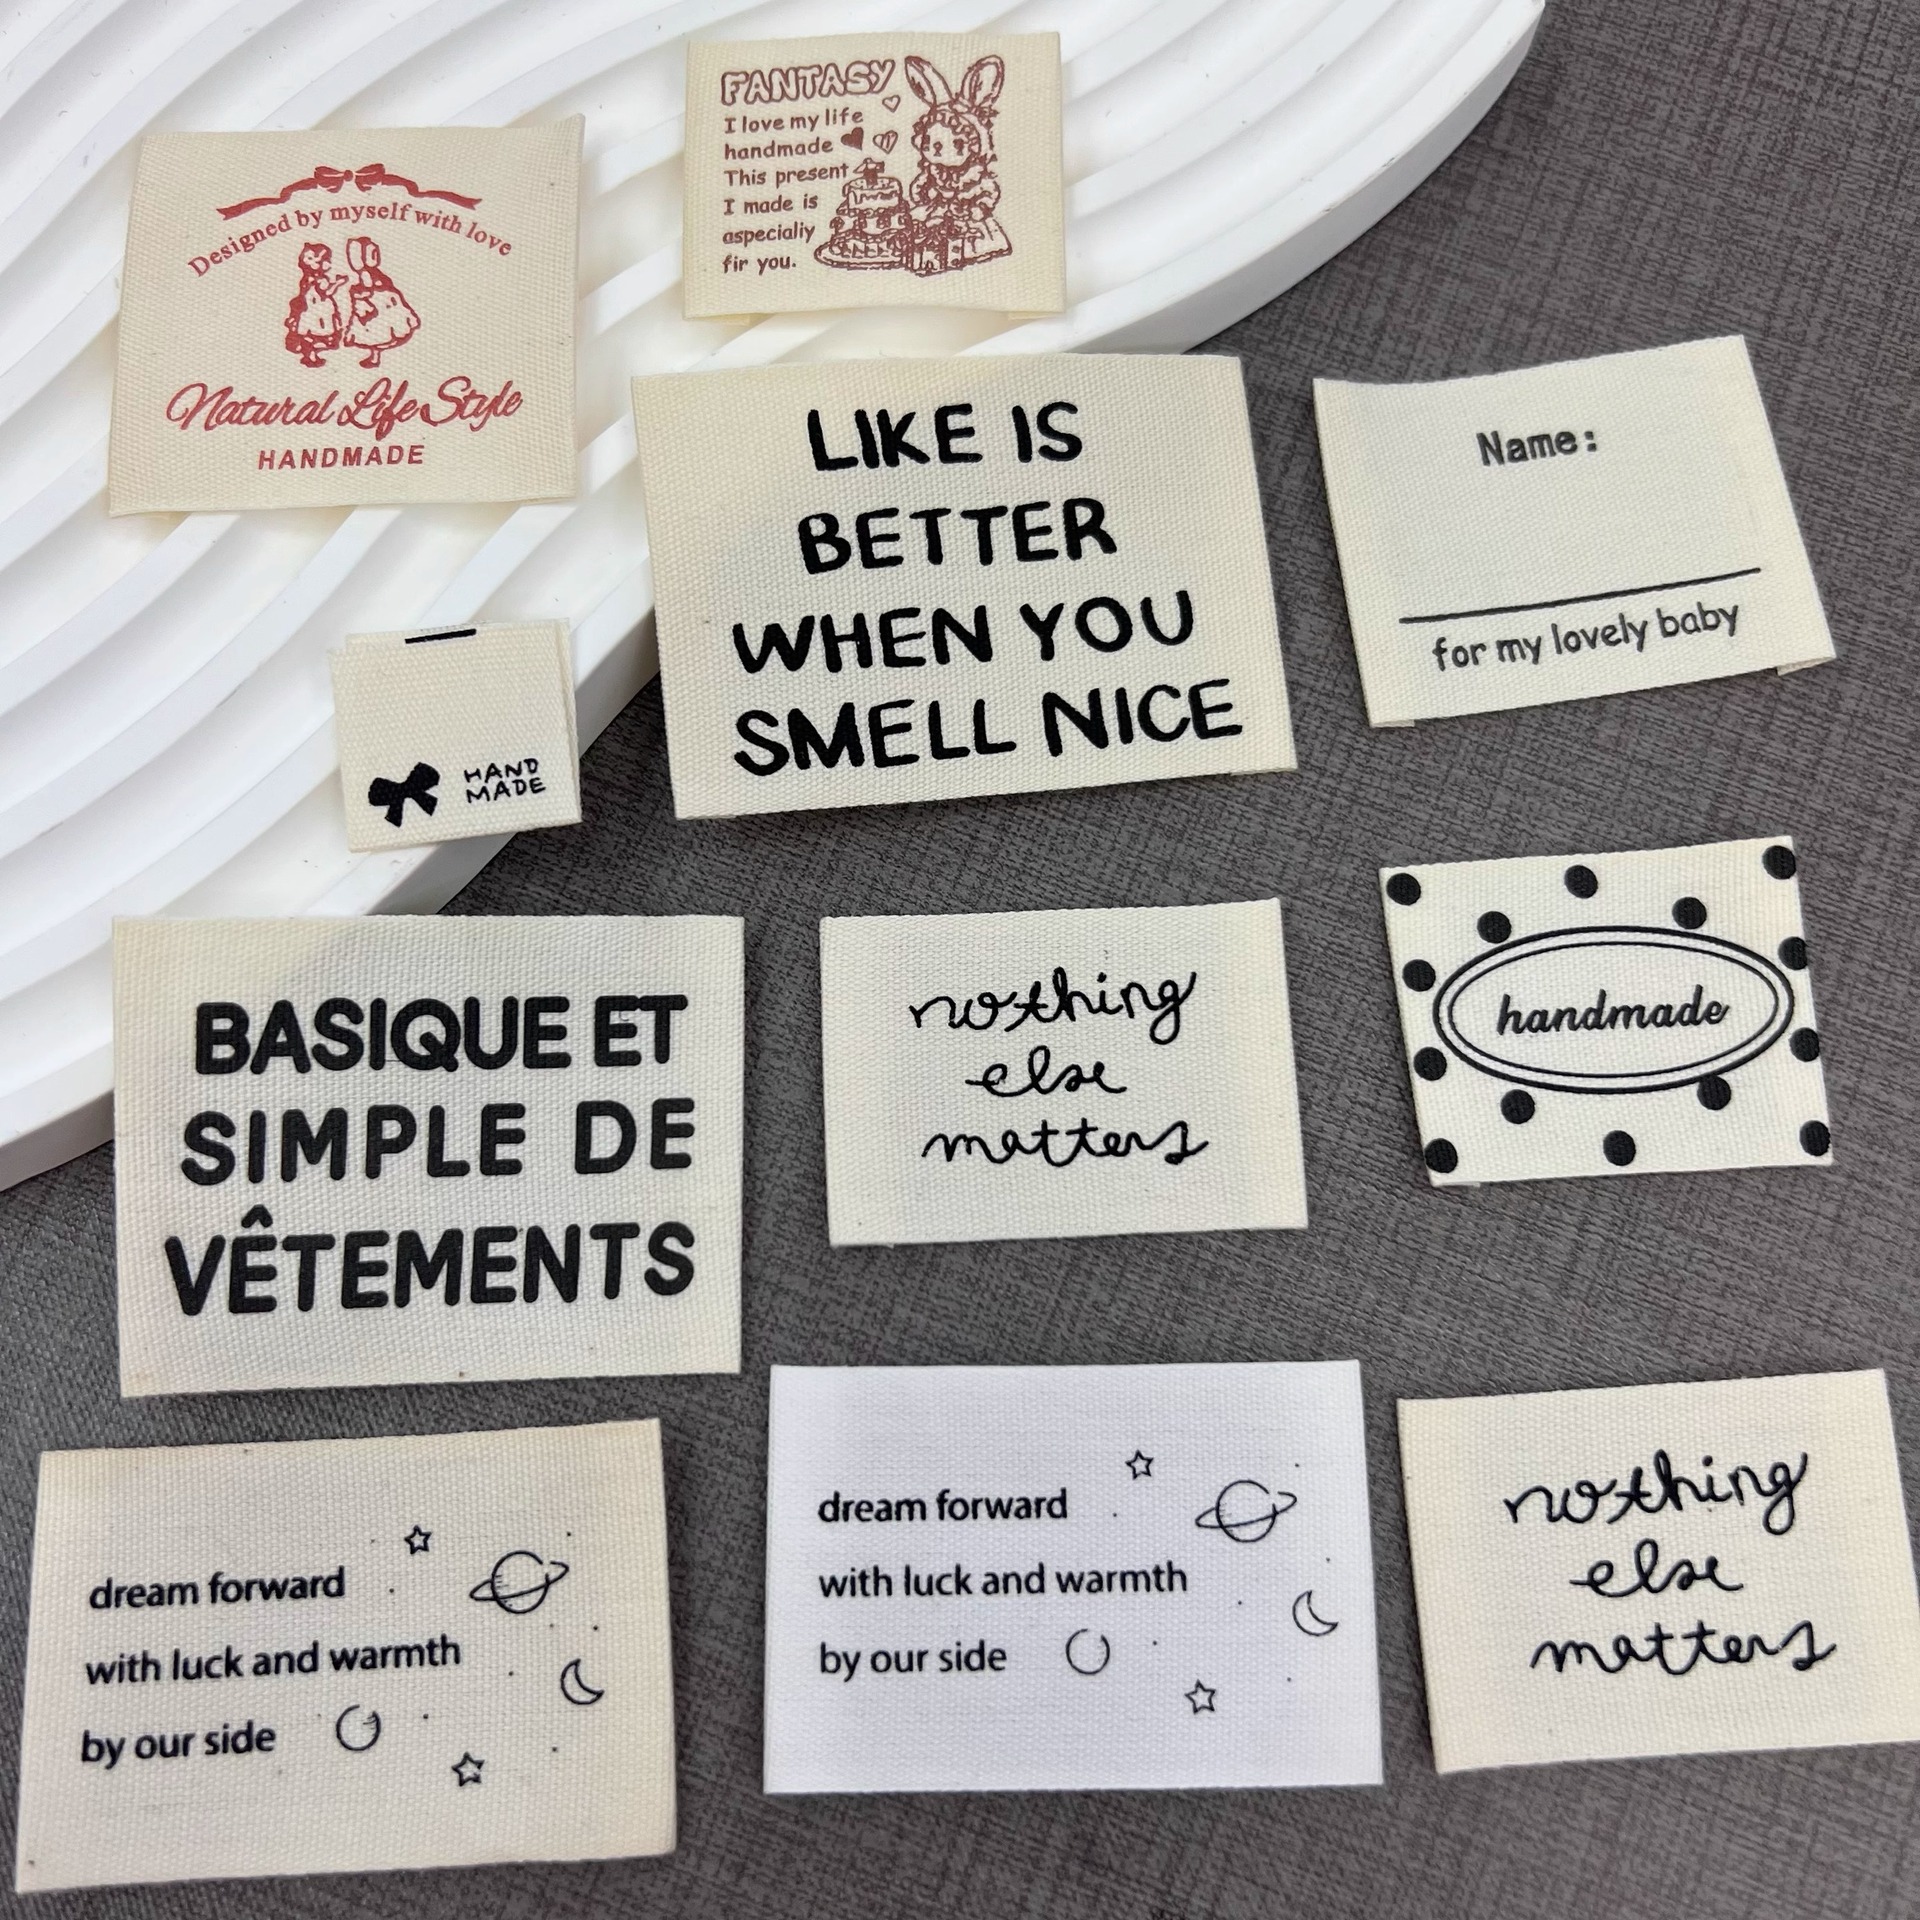 FANTASY
I love my life
handmade
This present
I made is
aspecialiy
fir you.
Designed by myself with love
Natural Life Style
HANDMADE
LIKE IS
BETTER
WHEN YOU
SMELL NICE
Name:
for my lovely baby
HAND
MADE
BASIQUE ET
SIMPLE DE
VÊTEMENTS
nothing
else
matters
handmade
dream forward
with luck and warmth
by our side
dream forward
with luck and warmth
by our side
nothing
else
matters